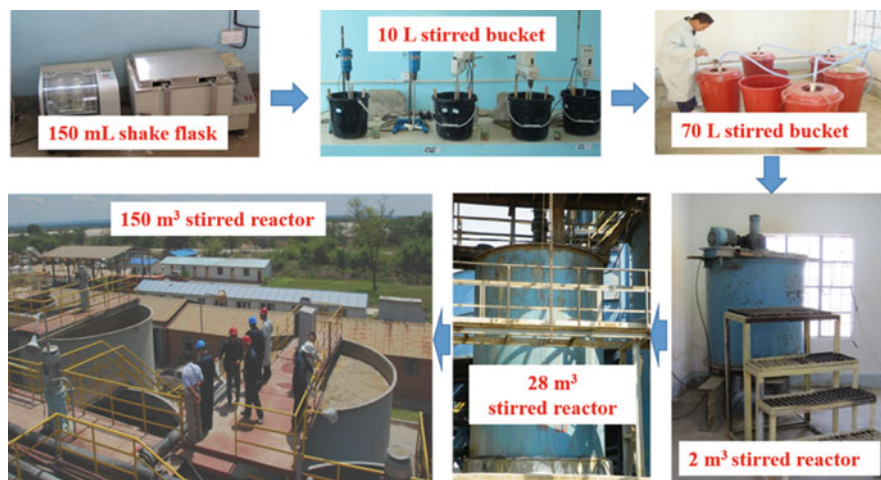 150 mL shake flask
10 L stirred bucket
70 L stirred bucket
150 m³ stirred reactor
28 m³
stirred reactor
2 m³ stirred reactor